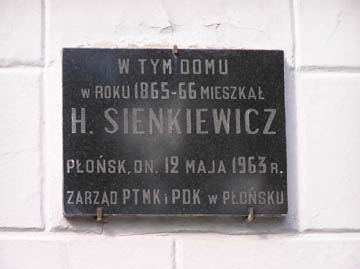 W TYM DOMU
W ROKU 1865-66 MIESZKAŁ
H. SIENKIEWICZ
PŁOŃSK, DN. 12 MAJA 1963 R.
ZARZĄD PTMK i PDK W PŁOŃSKU